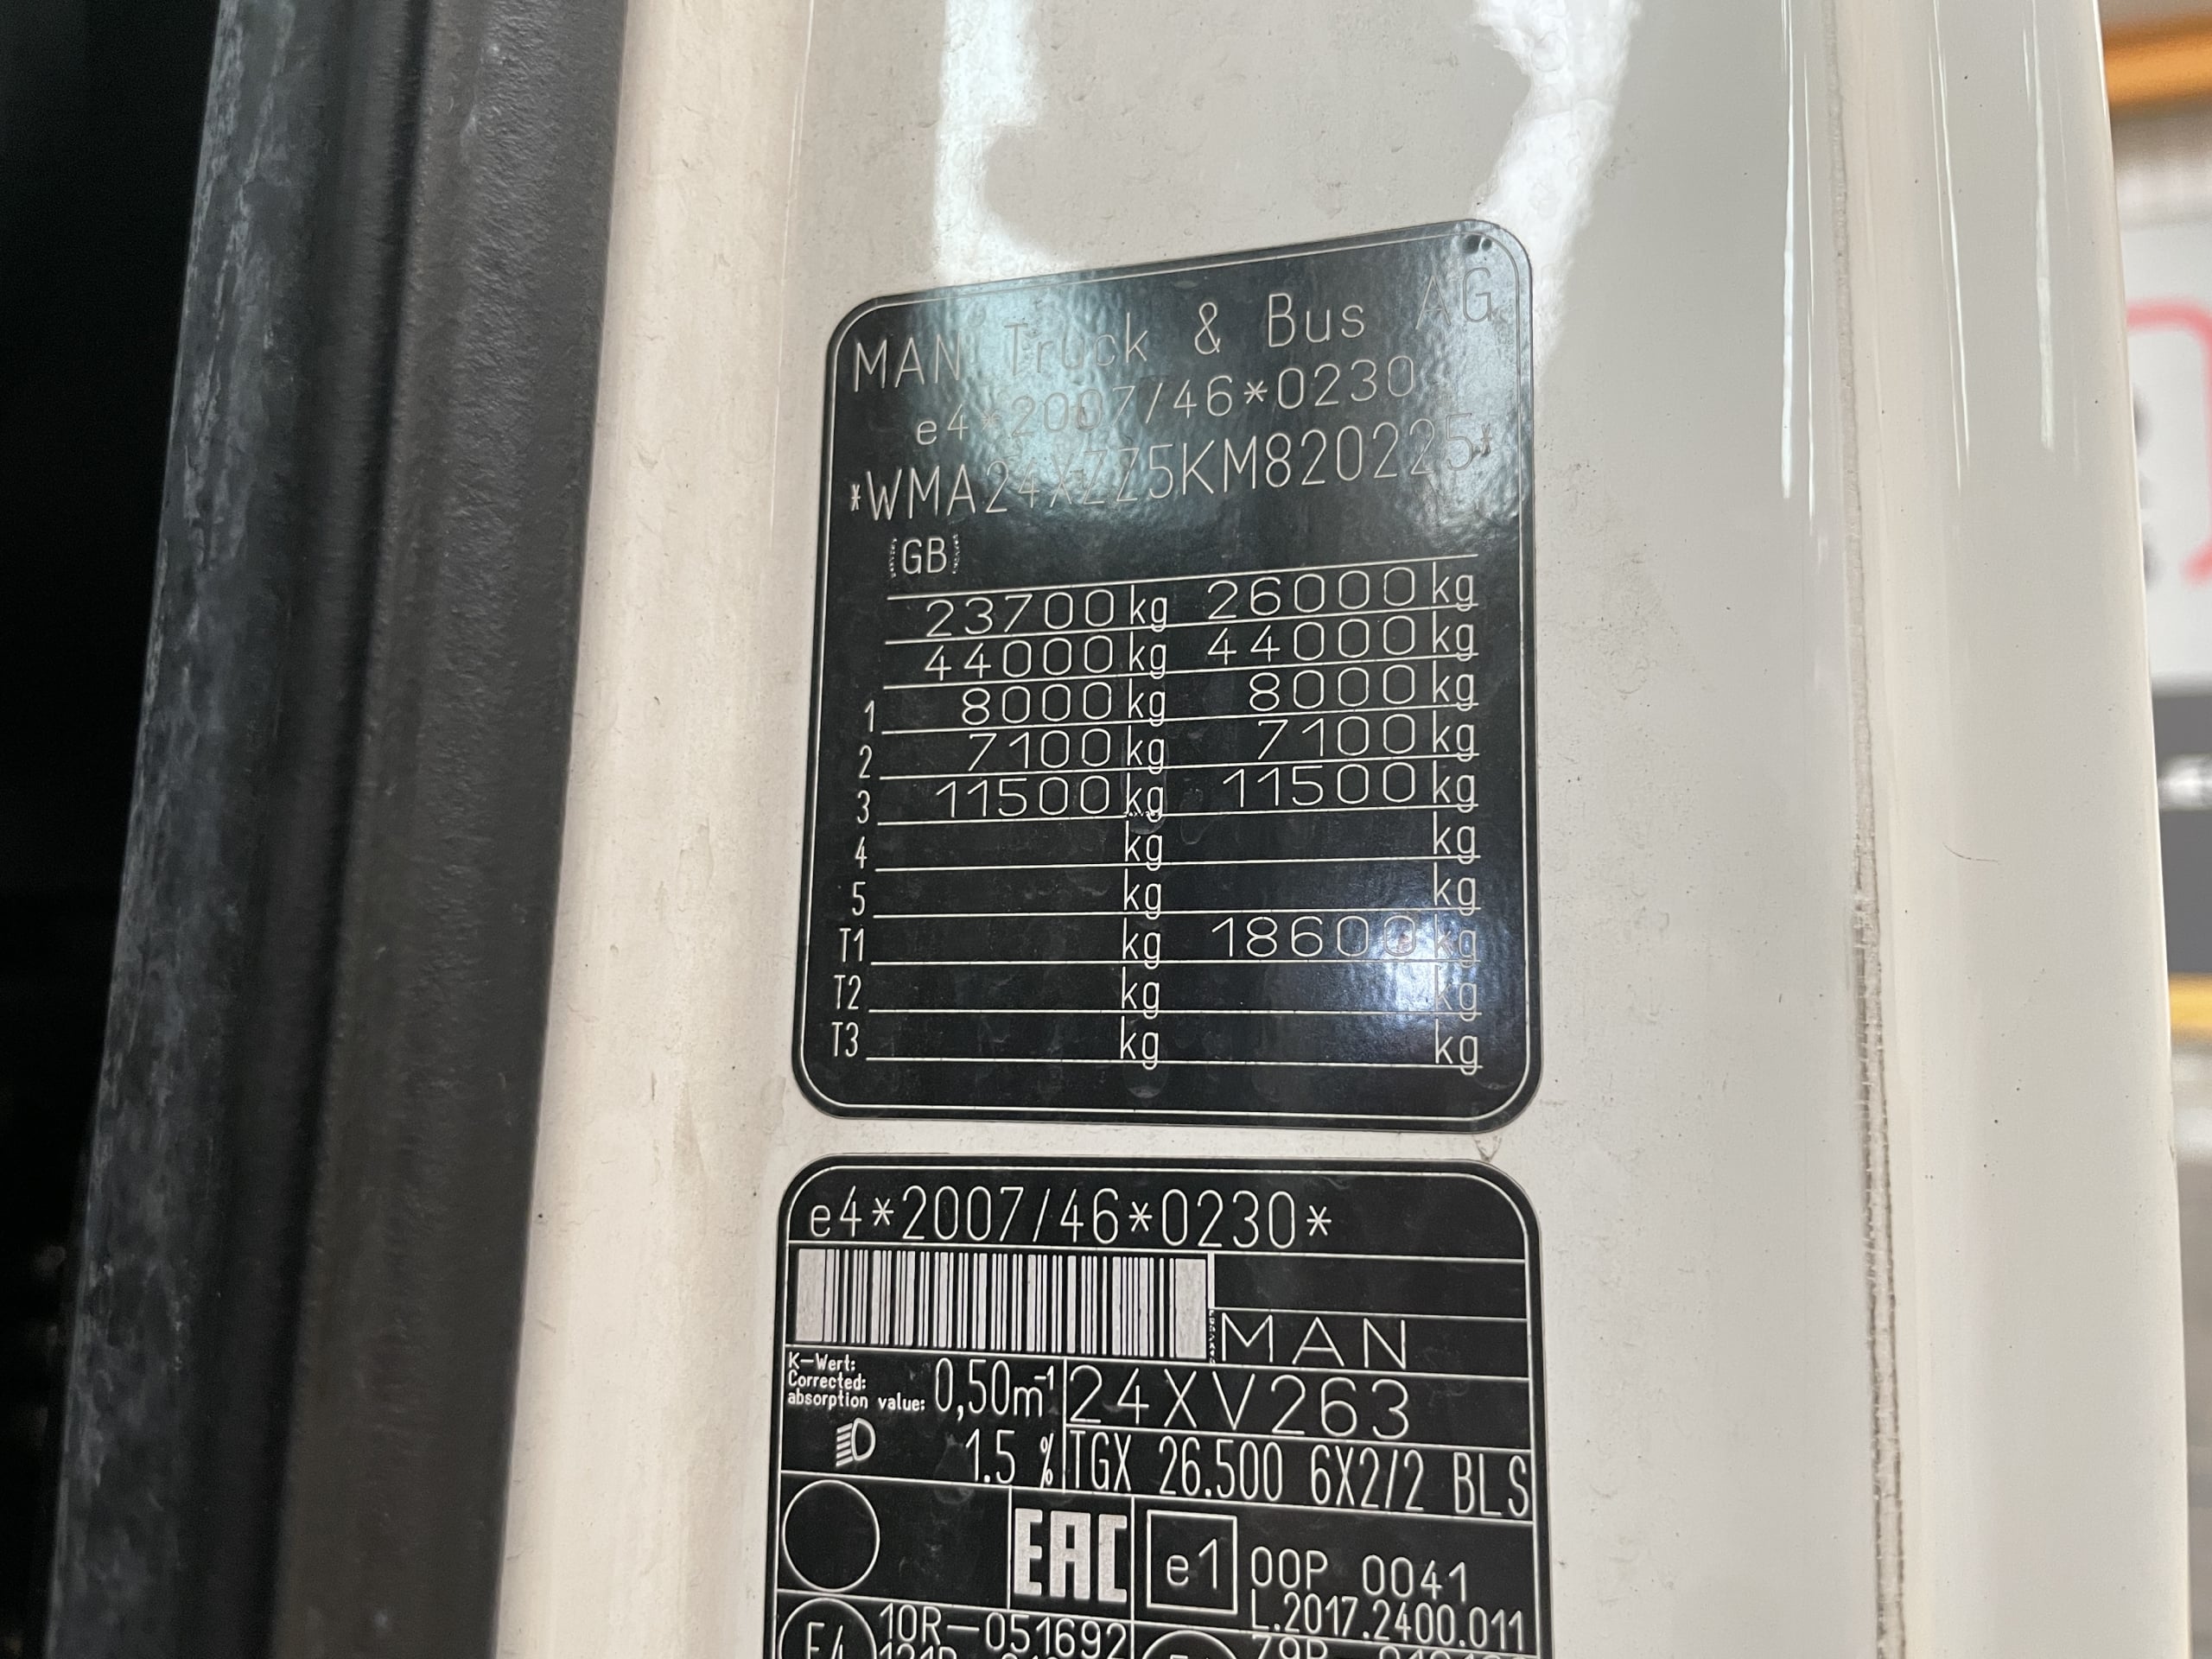 MAN Truck & Bus AG
e4*2007/46*0230
*WMA24XZZ5KM820225*
(GB)
23700 kg 26000 kg
44000 kg 44000 kg
1 8000 kg 8000 kg
2 7100 kg 7100 kg
3 11500 kg 11500 kg
4 kg kg
5 kg kg
T1 kg 18600 kg
T2 kg kg
T3 kg kg
e4*2007/46*0230*
MAN
K-Wert:
Corrected:
absorption value: 0,50m-1
24XV263
1.5 %
TGX 26.500 6X2/2 BLS
EAC
e1
00P 0041
L.2017.2400.011
E4
10R-051692